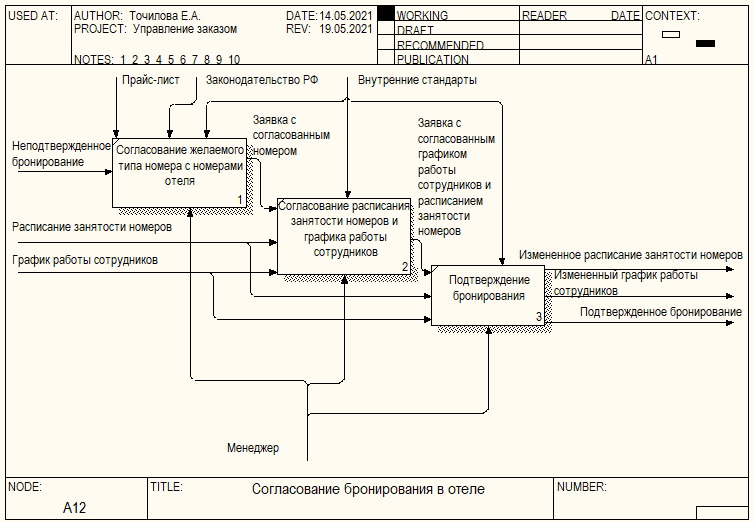 USED AT:
AUTHOR: Точилова Е.А.
DATE: 14.05.2021
PROJECT: Управление заказом
REV: 19.05.2021
NOTES: 1 2 3 4 5 6 7 8 9 10
WORKING
DRAFT
RECOMMENDED
PUBLICATION
READER
DATE
CONTEXT:
A1
Прайс-лист
Законодательство РФ
Внутренние стандарты
Неподтвержденное
бронирование
Согласование желаемого
типа номера с номерами
отеля
1
Заявка с
согласованным
номером
Заявка с
согласованным
графиком
работы
сотрудников и
расписанием
занятости
номеров
Расписание занятости номеров
График работы сотрудников
Согласование расписания
занятости номеров и
графика работы
сотрудников
2
Подтверждение
бронирования
3
Измененное расписание занятости номеров
Измененный график работы
сотрудников
Подтвержденное бронирование
Менеджер
NODE:
A12
TITLE:
Согласование бронирования в отеле
NUMBER: